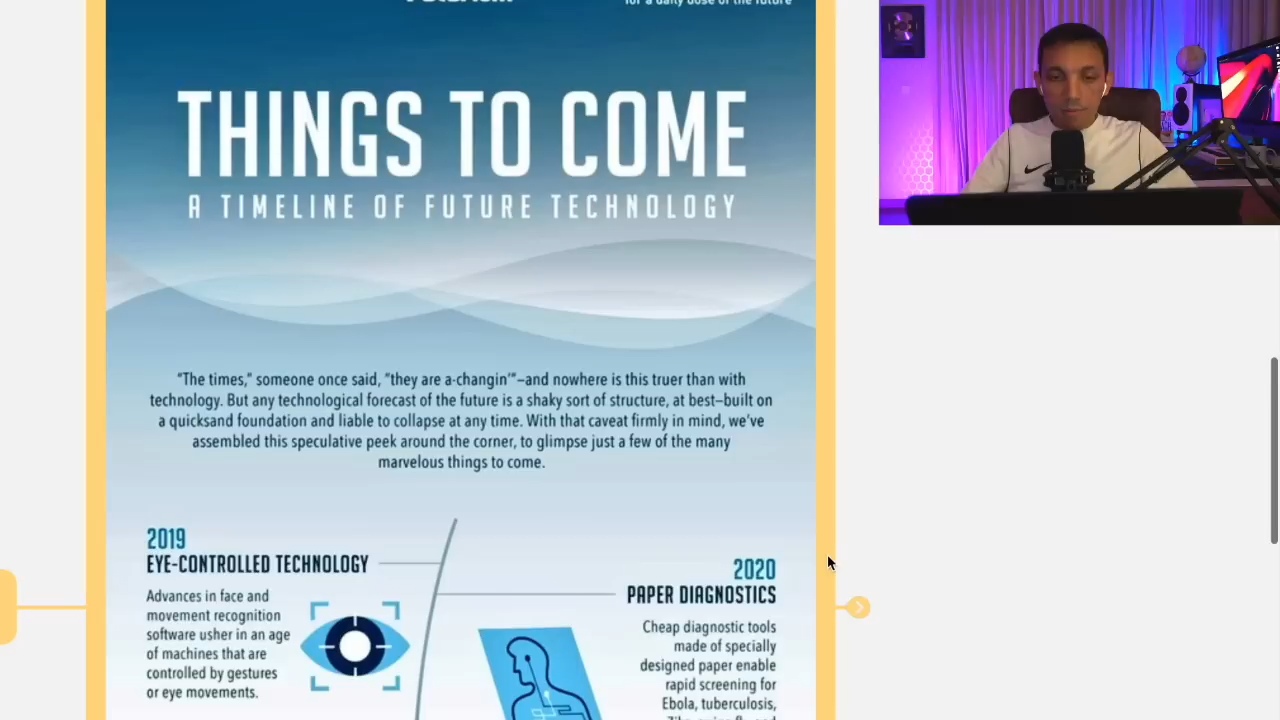 for a daily dose of the future
THINGS TO COME
A TIMELINE OF FUTURE TECHNOLOGY
“The times,” someone once said, “they are a-changin’”—and nowhere is this truer than with
technology. But any technological forecast of the future is a shaky sort of structure, at best—built on
a quicksand foundation and liable to collapse at any time. With that caveat firmly in mind, we’ve
assembled this speculative peek around the corner, to glimpse just a few of the many
marvelous things to come.
2019
EYE-CONTROLLED TECHNOLOGY
Advances in face and
movement recognition
software usher in an age
of machines that are
controlled by gestures
or eye movements.
2020
PAPER DIAGNOSTICS
Cheap diagnostic tools
made of specially
designed paper enable
rapid screening for
Ebola, tuberculosis,